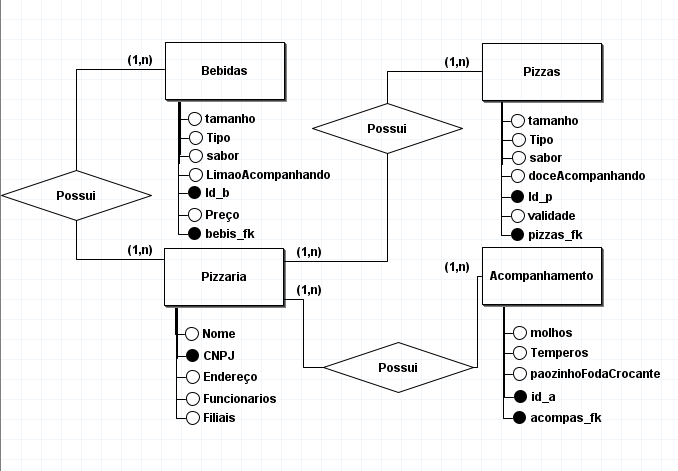 (1,n)
Bebidas
tamanho
Tipo
sabor
LimaoAcompanhando
Id_b
Preço
bebis_fk
Possui
(1,n)
Pizzaria
Nome
CNPJ
Endereço
Funcionarios
Filiais
(1,n)
Possui
(1,n)
Pizzas
tamanho
Tipo
sabor
doceAcompanhando
Id_p
validade
pizzas_fk
(1,n)
Possui
(1,n)
Acompanhamento
molhos
Temperos
paozinhoFodaCrocante
id_a
acompas_fk